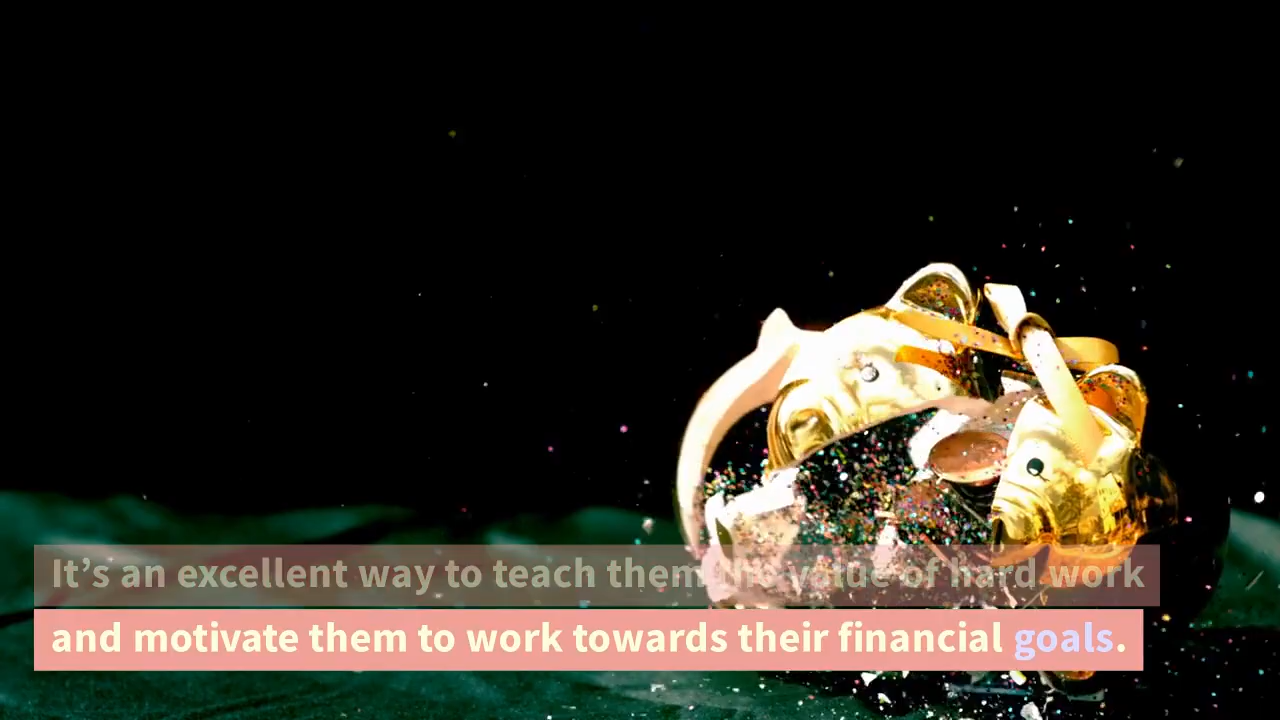 It’s an excellent way to teach them the value of hard work
and motivate them to work towards their financial goals.